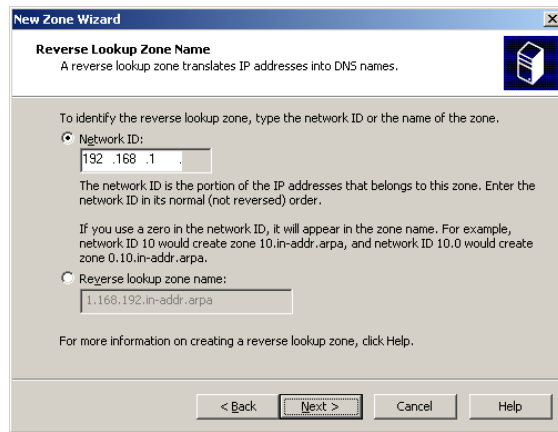 New Zone Wizard
Reverse Lookup Zone Name
A reverse lookup zone translates IP addresses into DNS names.
To identify the reverse lookup zone, type the network ID or the name of the zone.
Network ID:
192 .168 .1 .
The network ID is the portion of the IP addresses that belongs to this zone. Enter the
network ID in its normal (not reversed) order.
If you use a zero in the network ID, it will appear in the zone name. For example,
network ID 10 would create zone 10.in-addr.arpa, and network ID 10.0 would create
zone 0.10.in-addr.arpa.
Reverse lookup zone name:
1.168.192.in-addr.arpa
For more information on creating a reverse lookup zone, click Help.
< Back Next > Cancel Help